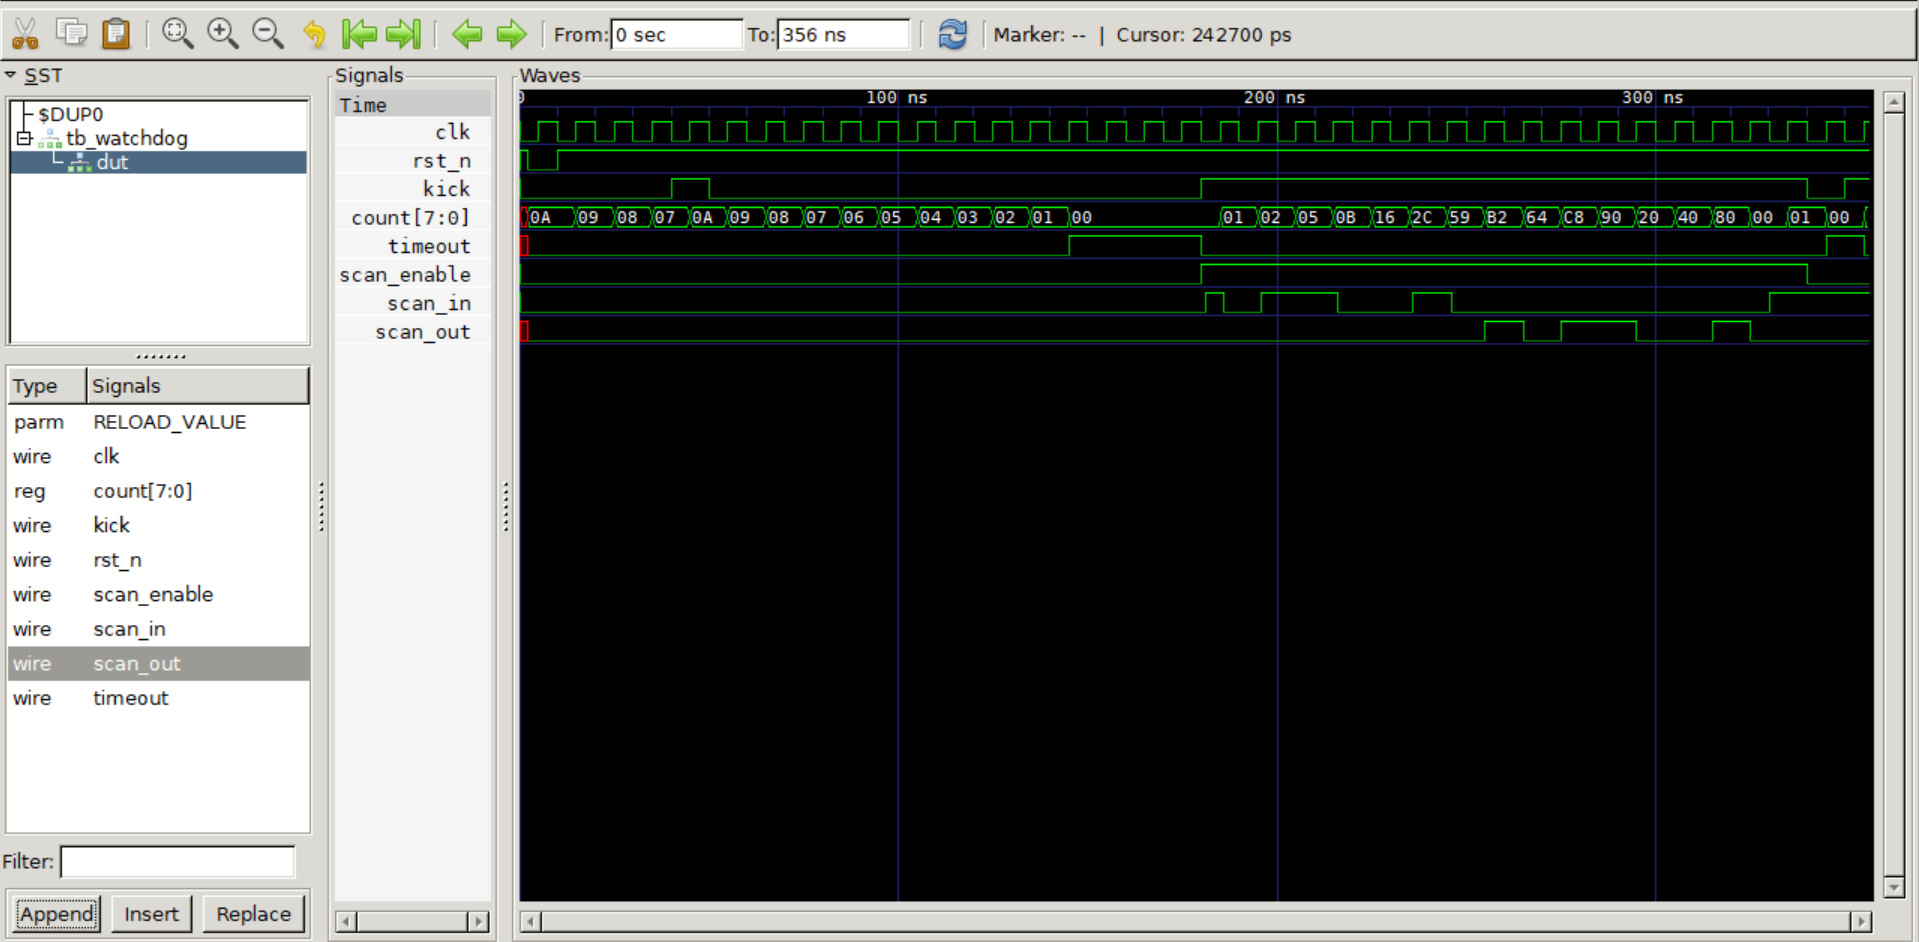 From: 0 sec To: 356 ns Marker: -- | Cursor: 242700 ps
SST
$DUP0
tb_watchdog
dut
Type Signals
parm RELOAD_VALUE
wire clk
reg count[7:0]
wire kick
wire rst_n
wire scan_enable
wire scan_in
wire scan_out
wire timeout
Filter:
Append Insert Replace
Signals
Time
clk
rst_n
kick
count[7:0]
timeout
scan_enable
scan_in
scan_out
Waves
0 100 ns 200 ns 300 ns
0A 09 08 07 0A 09 08 07 06 05 04 03 02 01 00 01 02 05 0B 16 2C 59 B2 64 C8 90 20 40 80 00 01 00